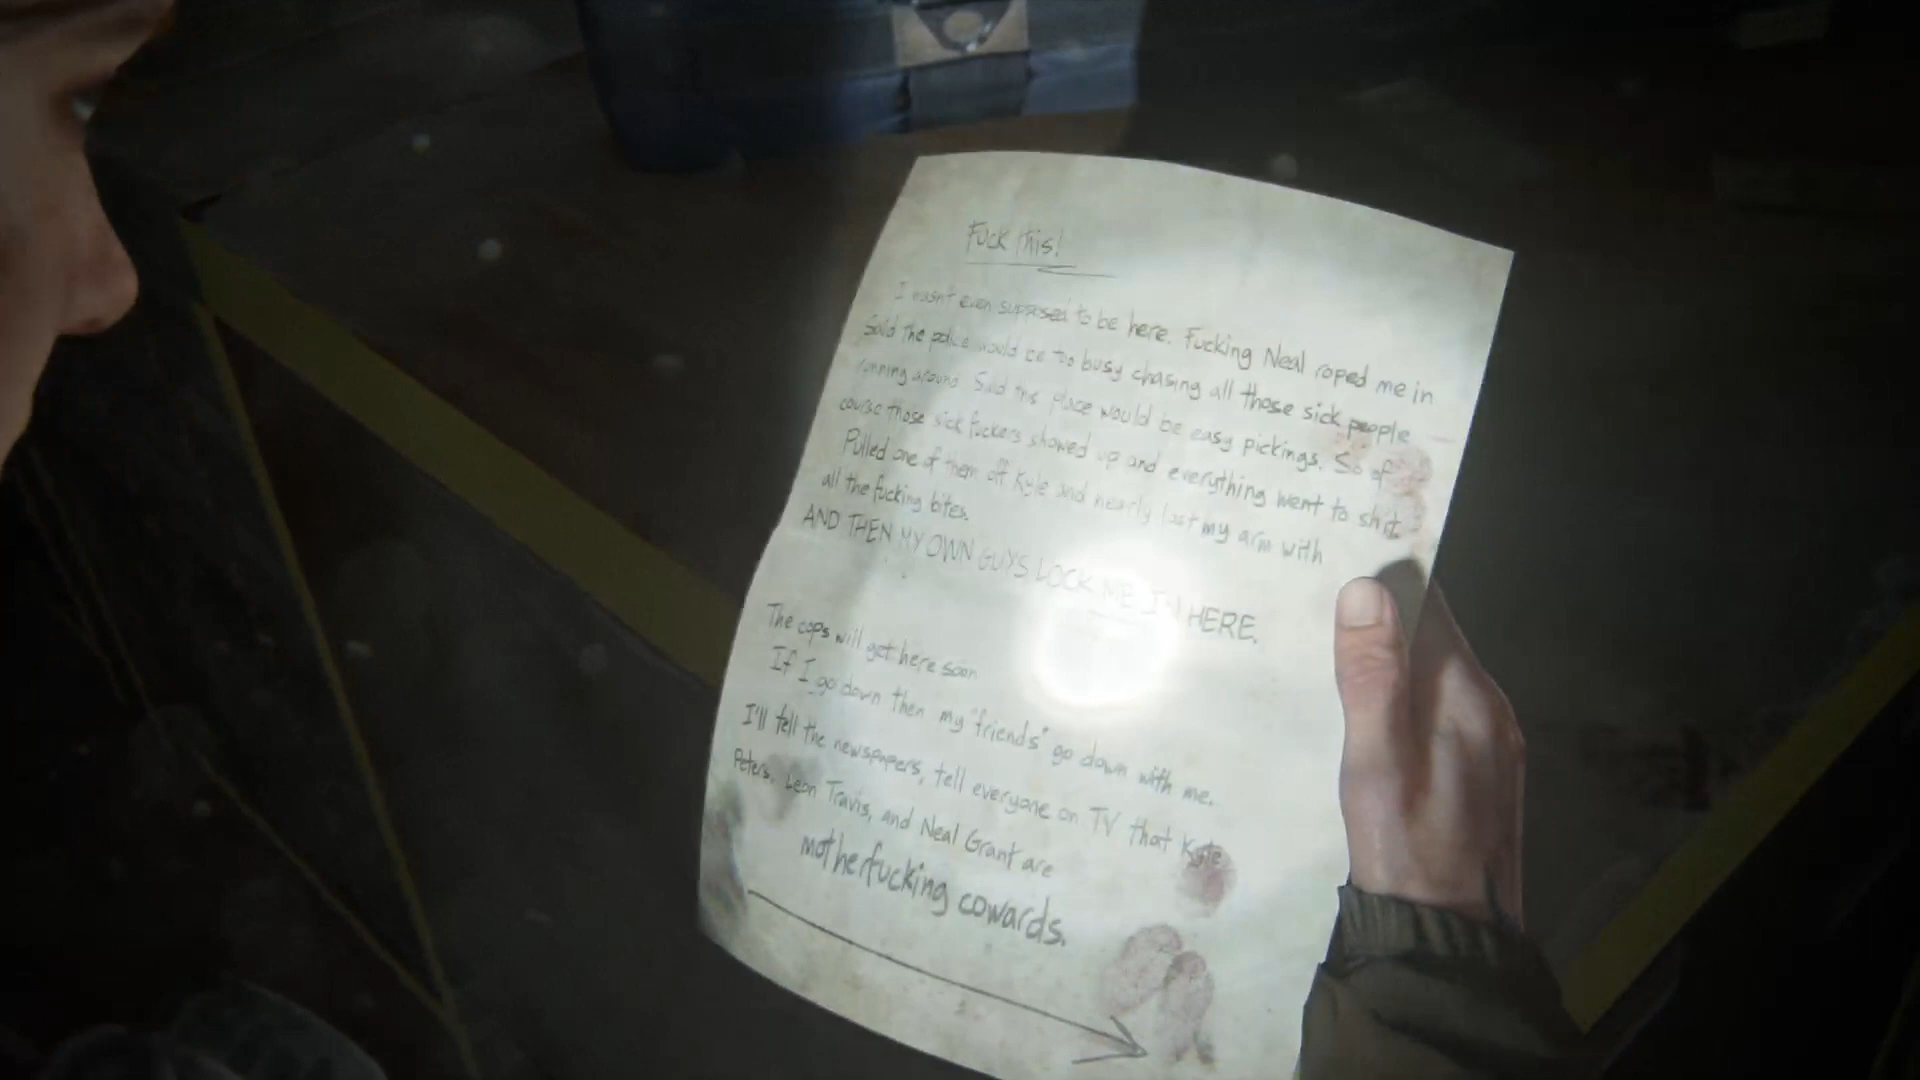 Fuck this!
I wasn't even supposed to be here. Fucking Neal roped me in
Said the police would be too busy chasing all those sick people
running around. Said this place would be easy pickings. So of
course those sick fuckers showed up and everything went to shit.
Pulled one of them off Kyle and nearly lost my arm with
all the fucking bites.
AND THEN MY OWN GUYS LOCK ME IN HERE.
The cops will get here soon
If I go down then my "friends" go down with me.
I'll tell the newspapers, tell everyone on TV that Kyle
Peters, Leon Travis, and Neal Grant are
motherfucking cowards.